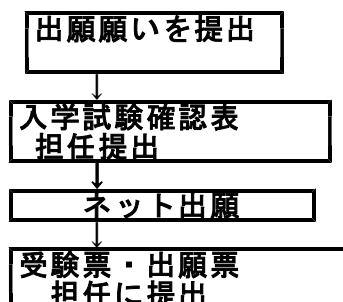 出願願いを提出
入学試験確認表
担任提出
ネット出願
受験票・出願票
担任に提出